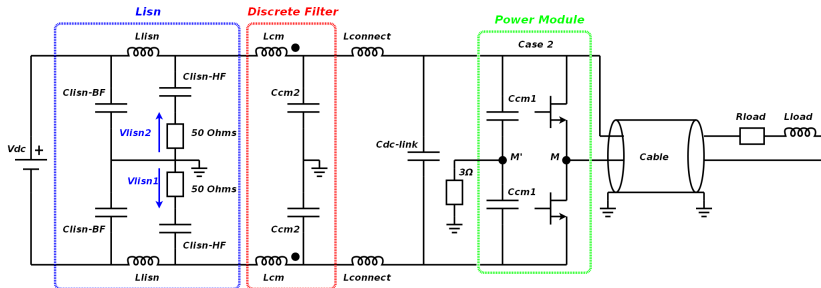 Lisn
Discrete Filter
Power Module
Llisn
Lcm
Lconnect
Case 2
Clisn-HF
Clisn-BF
Ccm2
Ccm1
Vlisn2
50 Ohms
Rload
Lload
Vdc
+
Cdc-link
M'
M
Cable
Vlisn1
50 Ohms
3Ω
Ccm1
Clisn-BF
Ccm2
Clisn-HF
Llisn
Lcm
Lconnect